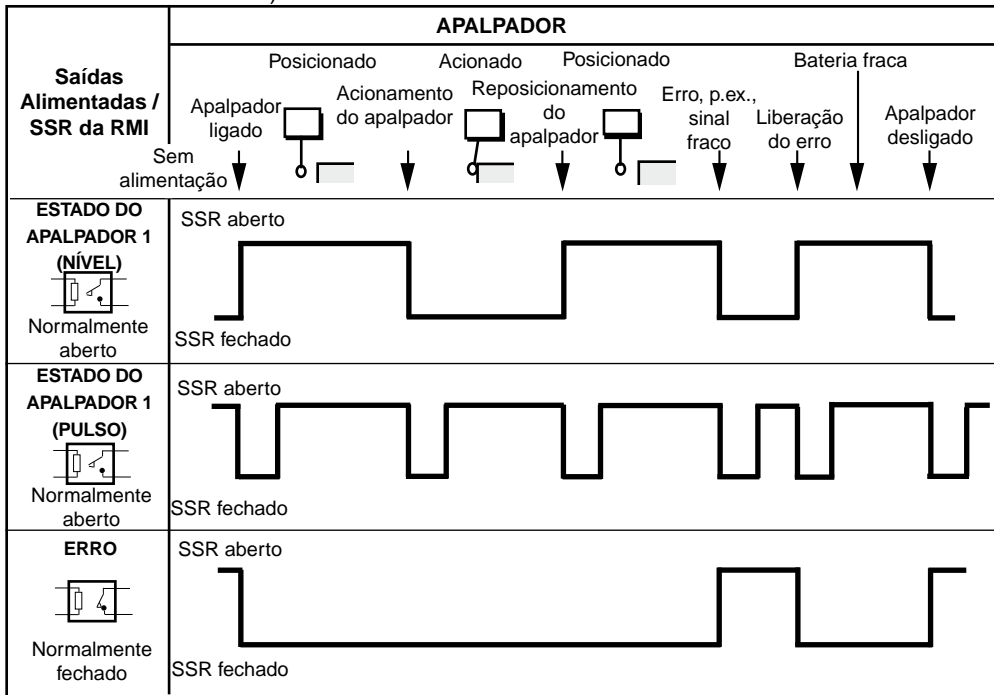 )
APALPADOR
Saídas
Alimentadas /
SSR da RMI
Sem
alimentação
Apalpador
ligado
Posicionado
Acionamento
do apalpador
Acionado
Reposicionamento
do
apalpador
Posicionado
Erro, p.ex.,
sinal
fraco
Liberação
do erro
Bateria fraca
Apalpador
desligado
ESTADO DO
APALPADOR 1
(NÍVEL)
Normalmente
aberto
SSR aberto
SSR fechado
ESTADO DO
APALPADOR 1
(PULSO)
Normalmente
aberto
SSR aberto
SSR fechado
ERRO
Normalmente
fechado
SSR aberto
SSR fechado